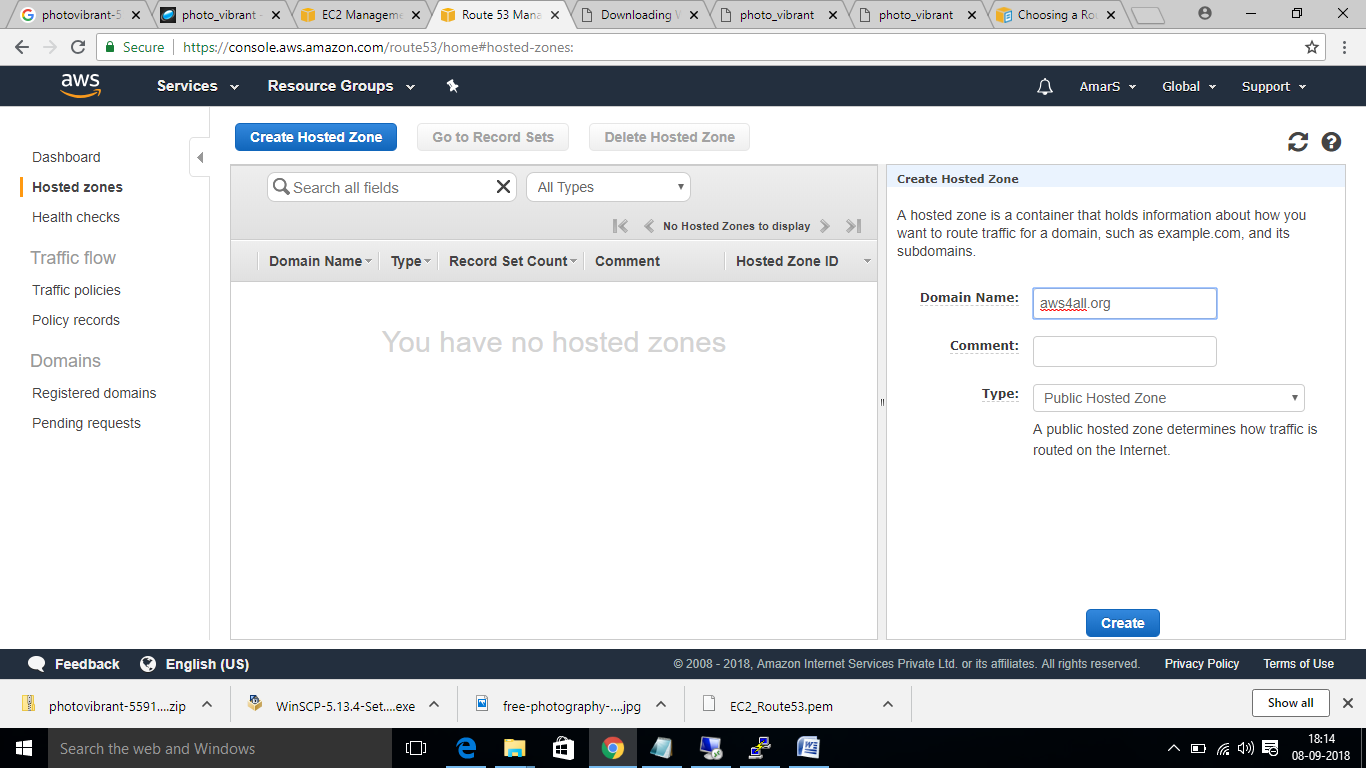 photovibrant-5
photo_vibrant -
EC2 Manageme
Route 53 Mana
Downloading W
photo_vibrant
photo_vibrant
Choosing a Ro
Secure
https://console.aws.amazon.com/route53/home#hosted-zones:
aws
Services
Resource Groups
AmarS
Global
Support
Dashboard
Hosted zones
Health checks
Traffic flow
Traffic policies
Policy records
Domains
Registered domains
Pending requests
Create Hosted Zone
Go to Record Sets
Delete Hosted Zone
Search all fields
All Types
No Hosted Zones to display
Domain Name
Type
Record Set Count
Comment
Hosted Zone ID
You have no hosted zones
Create Hosted Zone
A hosted zone is a container that holds information about how you
want to route traffic for a domain, such as example.com, and its
subdomains.
Domain Name:
aws4all.org
Comment:
Type:
Public Hosted Zone
A public hosted zone determines how traffic is
routed on the Internet.
Create
Feedback
English (US)
© 2008 - 2018, Amazon Internet Services Private Ltd. or its affiliates. All rights reserved.
Privacy Policy
Terms of Use
photovibrant-5591....zip
WinSCP-5.13.4-Set....exe
free-photography-....jpg
EC2_Route53.pem
Show all
Search the web and Windows
18:14
08-09-2018